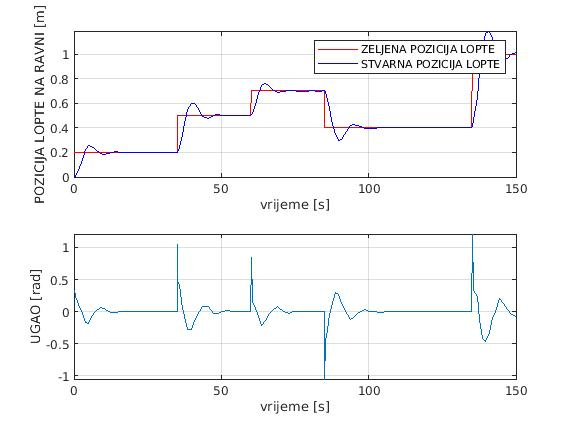 POZICIJA LOPTE NA RAVNI [m]
1
0.8
0.6
0.4
0.2
0
ZELJENA POZICIJA LOPTE
STVARNA POZICIJA LOPTE
0 50 100 150
vrijeme [s]
UGAO [rad]
1
0.5
0
-0.5
-1
0 50 100 150
vrijeme [s]